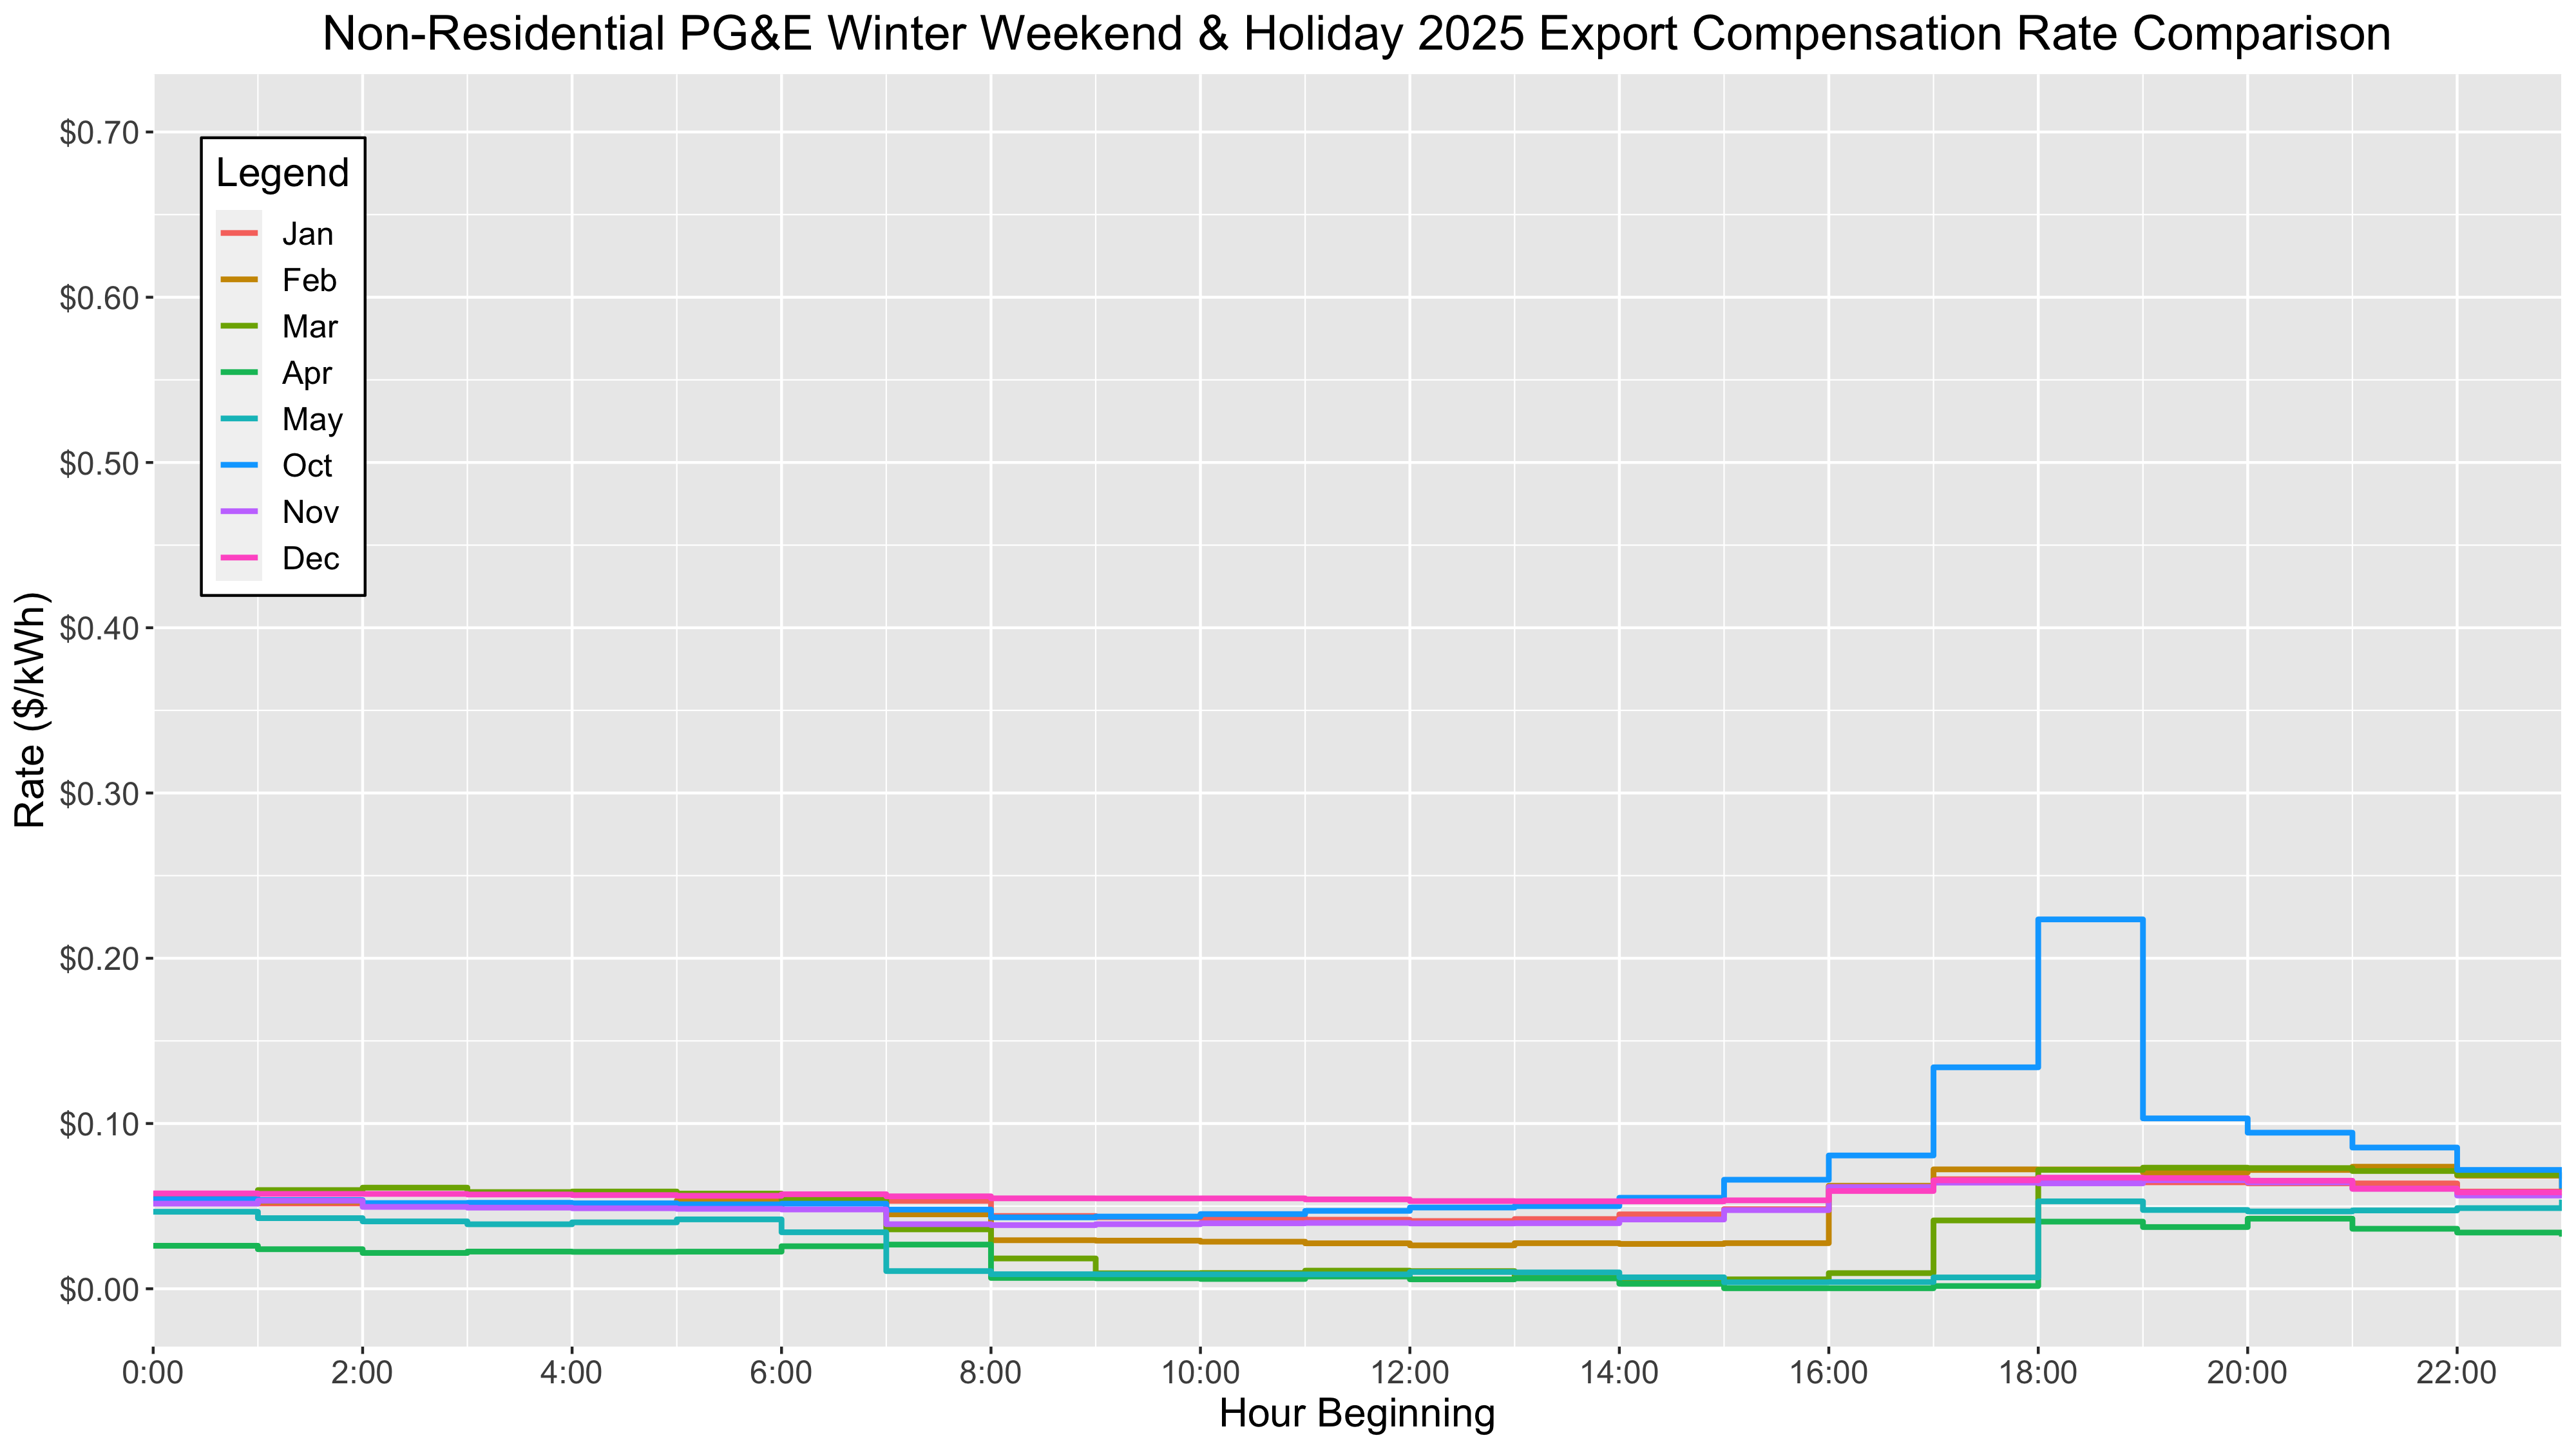 Non-Residential PG&E Winter Weekend & Holiday 2025 Export Compensation Rate Comparison
Rate ($/kWh)
$0.70
$0.60
$0.50
$0.40
$0.30
$0.20
$0.10
$0.00
Legend
Jan
Feb
Mar
Apr
May
Oct
Nov
Dec
0:00 2:00 4:00 6:00 8:00 10:00 12:00 14:00 16:00 18:00 20:00 22:00
Hour Beginning